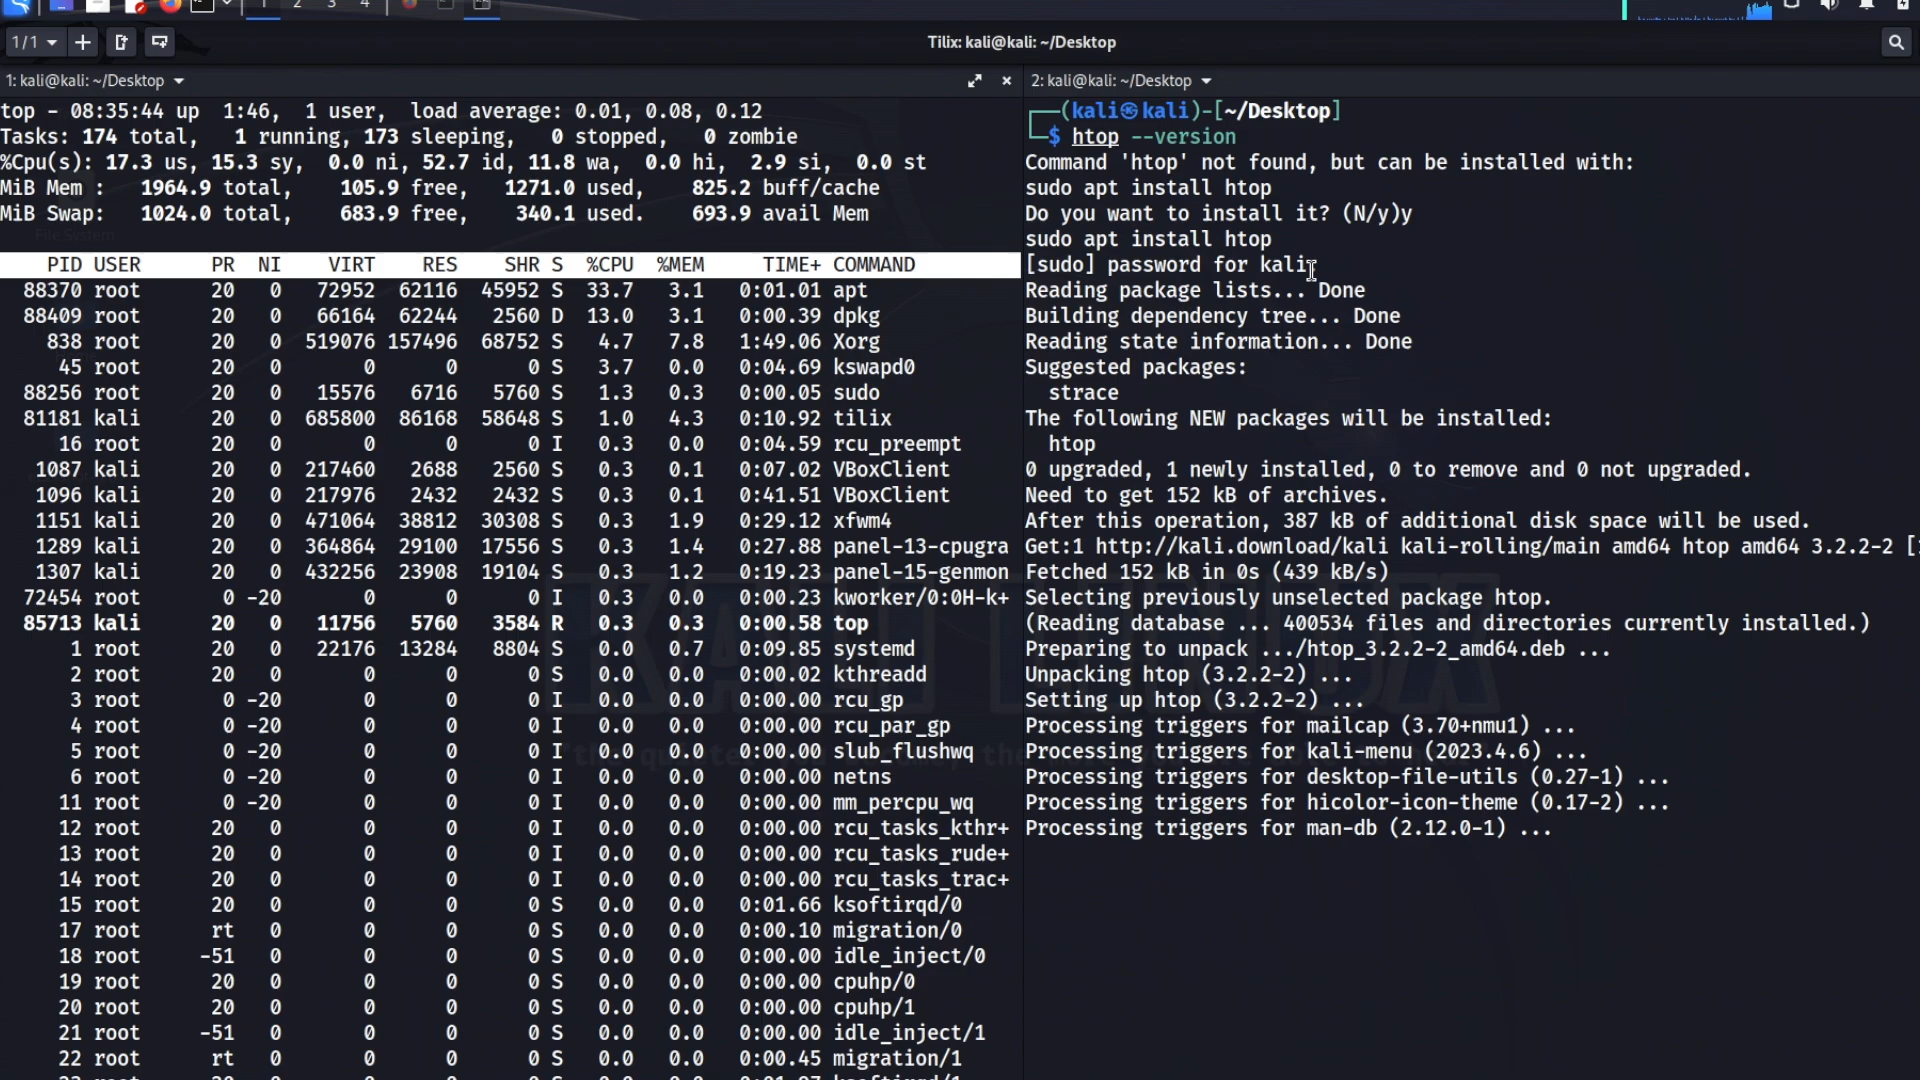 1 2 3 4
1/1
Tilix: kali@kali: ~/Desktop
1: kali@kali: ~/Desktop
top - 08:35:44 up  1:46,  1 user,  load average: 0.01, 0.08, 0.12
Tasks: 174 total,   1 running, 173 sleeping,   0 stopped,   0 zombie
%Cpu(s): 17.3 us, 15.3 sy,  0.0 ni, 52.7 id, 11.8 wa,  0.0 hi,  2.9 si,  0.0 st
MiB Mem :   1964.9 total,    105.9 free,   1271.0 used,    825.2 buff/cache
MiB Swap:   1024.0 total,    683.9 free,    340.1 used.    693.9 avail Mem
File System
PID USER      PR  NI    VIRT    RES    SHR S  %CPU  %MEM     TIME+ COMMAND
88370 root      20   0   72952  62116  45952 S  33.7   3.1   0:01.01 apt
88409 root      20   0   66164  62244   2560 D  13.0   3.1   0:00.39 dpkg
838 root      20   0  519076 157496  68752 S   4.7   7.8   1:49.06 Xorg
45 root      20   0       0      0      0 S   3.7   0.0   0:04.69 kswapd0
88256 root      20   0   15576   6716   5760 S   1.3   0.3   0:00.05 sudo
81181 kali      20   0  685800  86168  58648 S   1.0   4.3   0:10.92 tilix
16 root      20   0       0      0      0 I   0.3   0.0   0:04.59 rcu_preempt
1087 kali      20   0  217460   2688   2560 S   0.3   0.1   0:07.02 VBoxClient
1096 kali      20   0  217976   2432   2432 S   0.3   0.1   0:41.51 VBoxClient
1151 kali      20   0  471064  38812  30308 S   0.3   1.9   0:29.12 xfwm4
1289 kali      20   0  364864  29100  17556 S   0.3   1.4   0:27.88 panel-13-cpugra
1307 kali      20   0  432256  23908  19104 S   0.3   1.2   0:19.23 panel-15-genmon
72454 root       0 -20       0      0      0 I   0.3   0.0   0:00.23 kworker/0:0H-k+
85713 kali      20   0   11756   5760   3584 R   0.3   0.3   0:00.58 top
1 root      20   0   22176  13284   8804 S   0.0   0.7   0:09.85 systemd
2 root      20   0       0      0      0 S   0.0   0.0   0:00.02 kthreadd
3 root       0 -20       0      0      0 I   0.0   0.0   0:00.00 rcu_gp
4 root       0 -20       0      0      0 I   0.0   0.0   0:00.00 rcu_par_gp
5 root       0 -20       0      0      0 I   0.0   0.0   0:00.00 slub_flushwq
6 root       0 -20       0      0      0 I   0.0   0.0   0:00.00 netns
11 root       0 -20       0      0      0 I   0.0   0.0   0:00.00 mm_percpu_wq
12 root      20   0       0      0      0 I   0.0   0.0   0:00.00 rcu_tasks_kthr+
13 root      20   0       0      0      0 I   0.0   0.0   0:00.00 rcu_tasks_rude+
14 root      20   0       0      0      0 I   0.0   0.0   0:00.00 rcu_tasks_trac+
15 root      20   0       0      0      0 S   0.0   0.0   0:01.66 ksoftirqd/0
17 root      rt   0       0      0      0 S   0.0   0.0   0:00.10 migration/0
18 root     -51   0       0      0      0 S   0.0   0.0   0:00.00 idle_inject/0
19 root      20   0       0      0      0 S   0.0   0.0   0:00.00 cpuhp/0
20 root      20   0       0      0      0 S   0.0   0.0   0:00.00 cpuhp/1
21 root     -51   0       0      0      0 S   0.0   0.0   0:00.00 idle_inject/1
22 root      rt   0       0      0      0 S   0.0   0.0   0:00.45 migration/1
2: kali@kali: ~/Desktop
┌──(kali㉿kali)-[~/Desktop]
└─$ htop --version
Command 'htop' not found, but can be installed with:
sudo apt install htop
Do you want to install it? (N/y)y
sudo apt install htop
[sudo] password for kali:
Reading package lists... Done
Building dependency tree... Done
Reading state information... Done
Suggested packages:
  strace
The following NEW packages will be installed:
  htop
0 upgraded, 1 newly installed, 0 to remove and 0 not upgraded.
Need to get 152 kB of archives.
After this operation, 387 kB of additional disk space will be used.
Get:1 http://kali.download/kali kali-rolling/main amd64 htop amd64 3.2.2-2 [
Fetched 152 kB in 0s (439 kB/s)
Selecting previously unselected package htop.
(Reading database ... 400534 files and directories currently installed.)
Preparing to unpack .../htop_3.2.2-2_amd64.deb ...
Unpacking htop (3.2.2-2) ...
Setting up htop (3.2.2-2) ...
Processing triggers for mailcap (3.70+nmu1) ...
Processing triggers for kali-menu (2023.4.6) ...
Processing triggers for desktop-file-utils (0.27-1) ...
Processing triggers for hicolor-icon-theme (0.17-2) ...
Processing triggers for man-db (2.12.0-1) ...
KALI LINUX